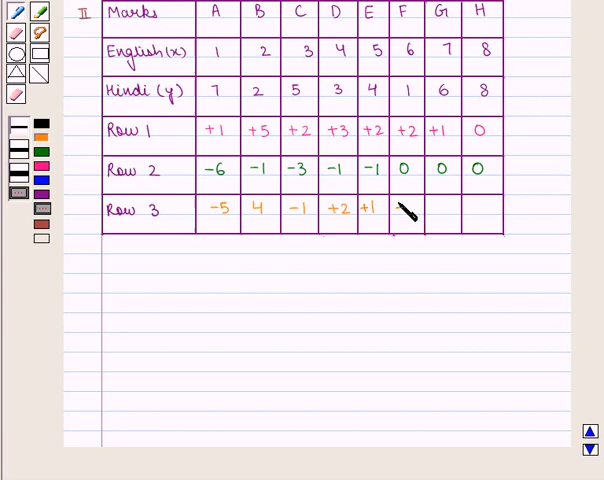 II Marks A B C D E F G H
English(x) 1 2 3 4 5 6 7 8
Hindi (y) 7 2 5 3 4 1 6 8
Row 1 +1 +5 +2 +3 +2 +2 +1 0
Row 2 -6 -1 -3 -1 -1 0 0 0
Row 3 -5 4 -1 +2 +1